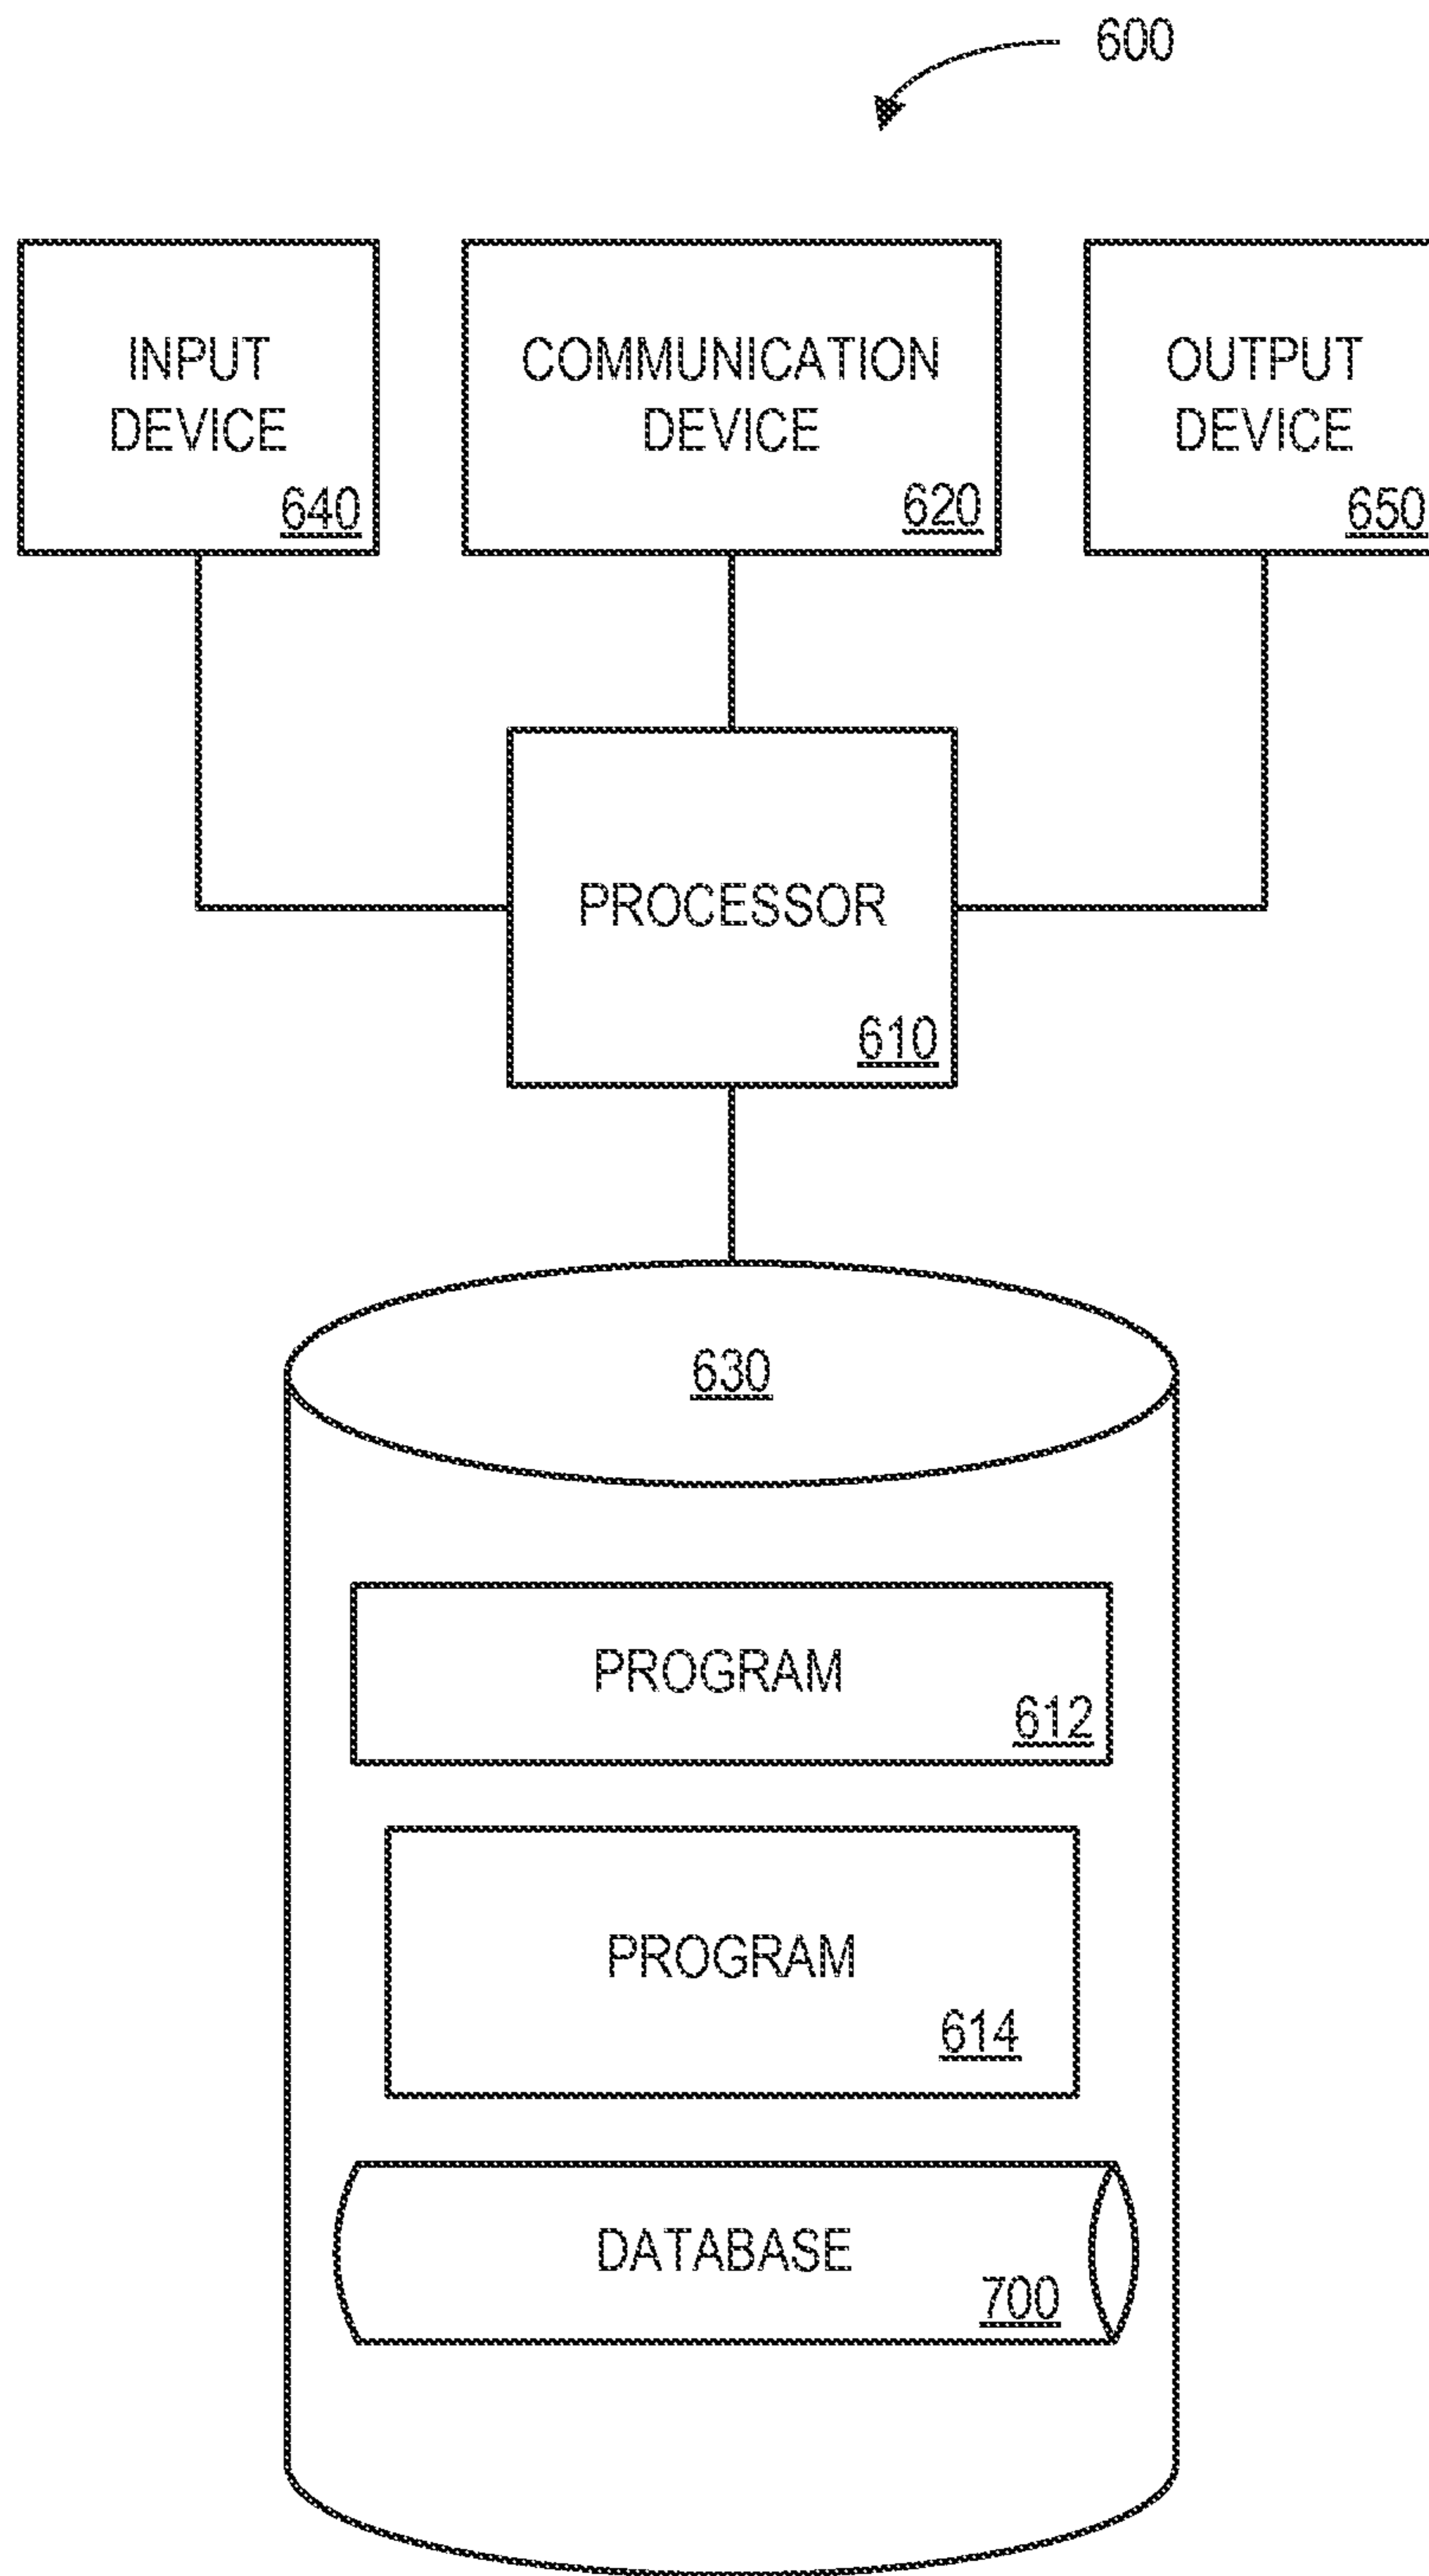 600
INPUT
DEVICE
640
COMMUNICATION
DEVICE
620
OUTPUT
DEVICE
650
PROCESSOR
610
630
PROGRAM
612
PROGRAM
614
DATABASE
700